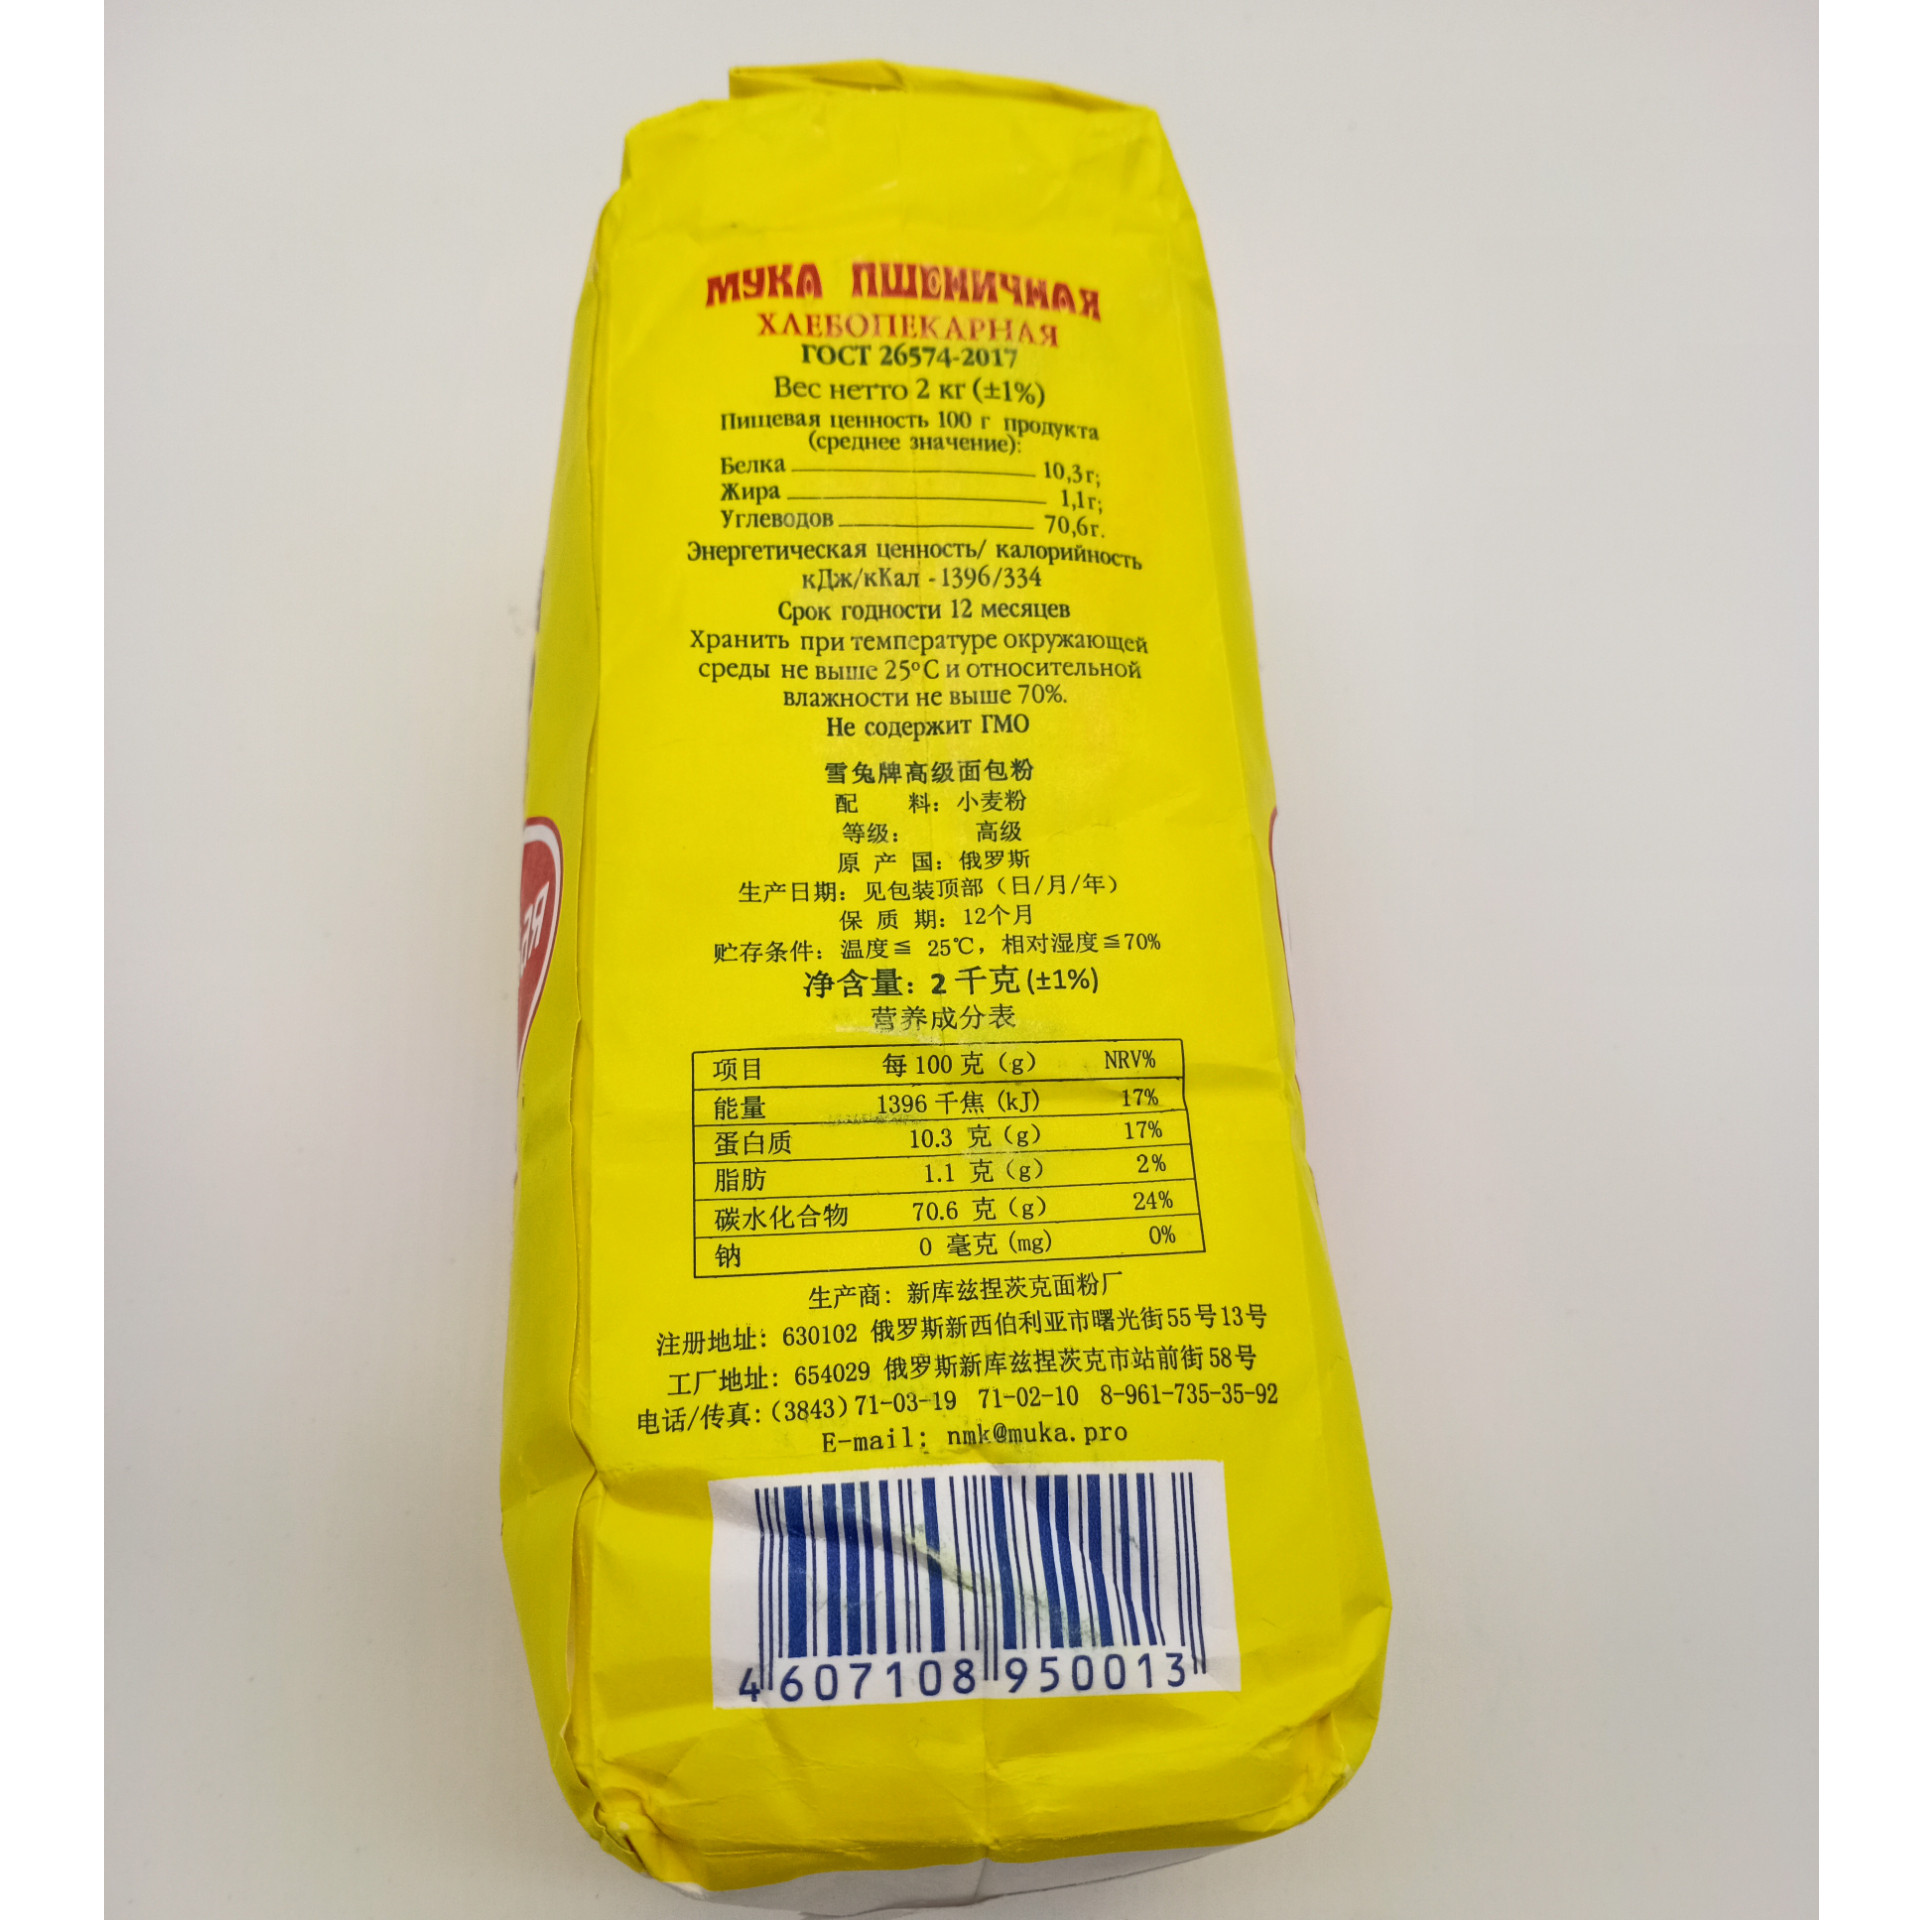 МУКА ПШЕНИЧНАЯ
ХЛЕБОПЕКАРНАЯ
ГОСТ 26574-2017
Вес нетто 2 кг (±1%)
Пищевая ценность 100 г продукта
(среднее значение):
Белка 10,3г;
Жира 1,1г;
Углеводов 70,6г.
Энергетическая ценность/ калорийность
кДж/кКал - 1396/334
Срок годности 12 месяцев
Хранить при температуре окружающей
среды не выше 25°С и относительной
влажности не выше 70%.
Не содержит ГМО
雪兔牌高级面包粉
配 料：小麦粉
等级： 高级
原 产 国：俄罗斯
生产日期：见包装顶部（日/月/年）
保 质 期：12个月
贮存条件：温度≦ 25℃，相对湿度≦70%
净含量：2 千克(±1%)
营养成分表
项目 每 100 克（g） NRV%
能量 1396 千焦 (kJ) 17%
蛋白质 10.3 克（g） 17%
脂肪 1.1 克（g） 2%
碳水化合物 70.6 克（g） 24%
钠 0 毫克 (mg) 0%
生产商：新库兹捏茨克面粉厂
注册地址：630102 俄罗斯新西伯利亚市曙光街55号13号
工厂地址：654029 俄罗斯新库兹捏茨克市站前街58号
电话/传真：（3843）71-03-19 71-02-10 8-961-735-35-92
E-mail: nmk@muka.pro
4 607108 950013